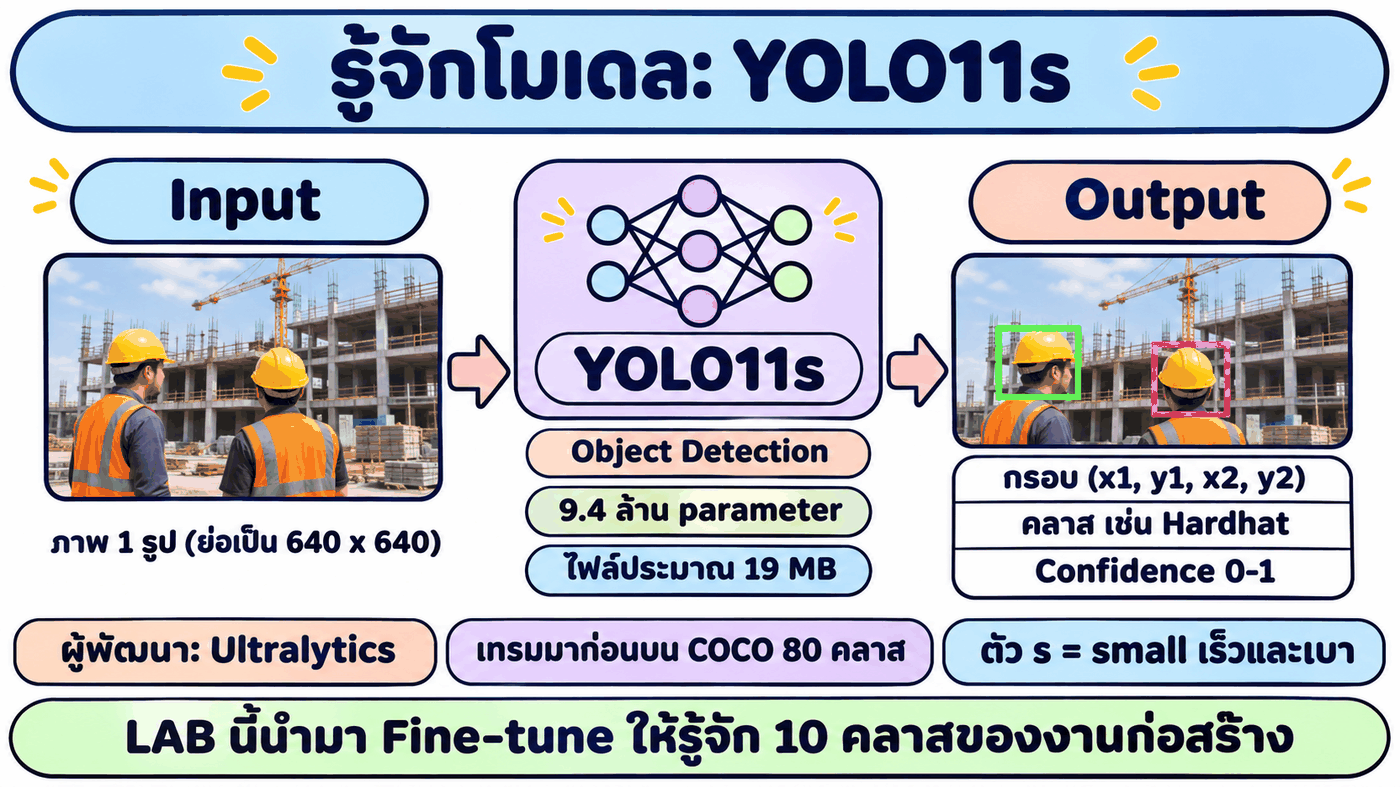 รู้จักโมเดล: YOLO11s
Input
ภาพ 1 รูป (ย่อเป็น 640 x 640)
YOLO11s
Object Detection
9.4 ล้าน parameter
ไฟล์ประมาณ 19 MB
Output
กรอบ (x1, y1, x2, y2)
คลาส เช่น Hardhat
Confidence 0-1
ผู้พัฒนา: Ultralytics
เทรมมาก่อนบน COCO 80 คลาส
ตัว s = small เร็วและเบา
LAB นี้นำมา Fine-tune ให้รู้จัก 10 คลาสของงานก่อสร้าง